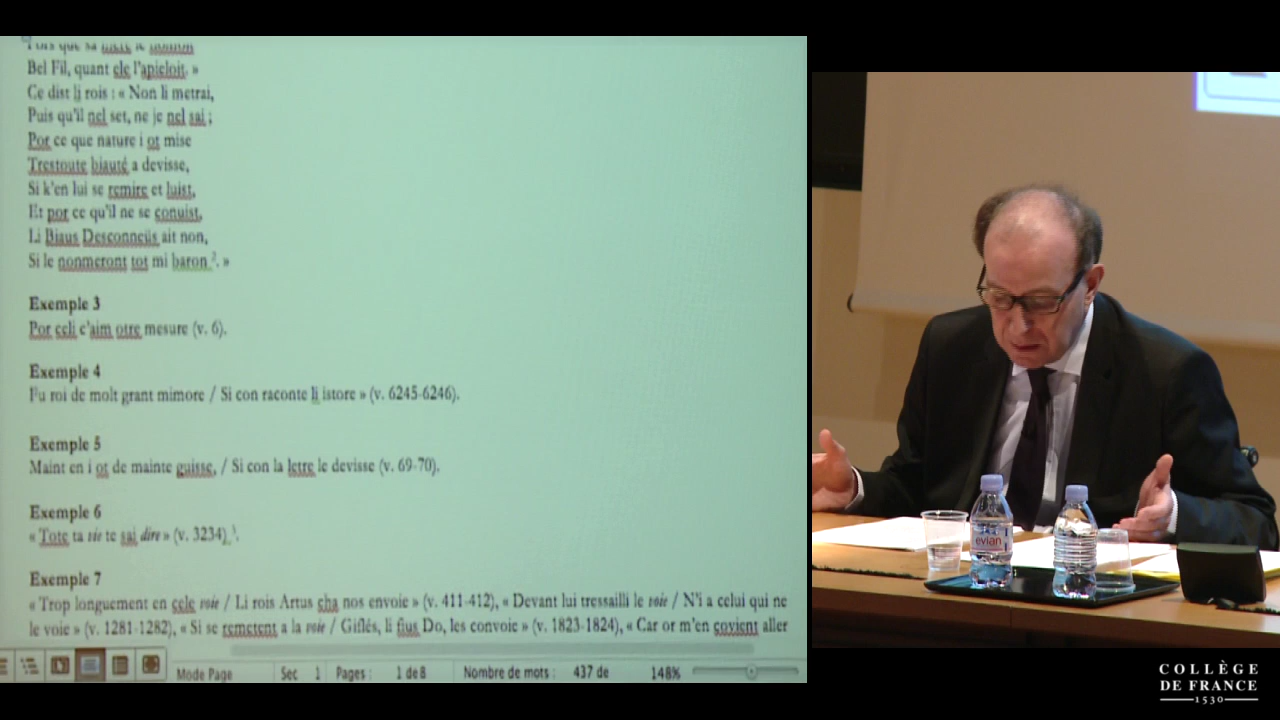 Puis que sa mere le nonmoit
Bel Fil, quant ele l'apieloit. »
Ce dist li rois : « Non li metrai,
Puis qu'il nel set, ne je nel sai ;
Por ce que nature i ot mise
Trestoute biauté a devisse,
Si k'en lui se remire et luist,
Et por ce qu'il ne se conuist,
Li Biaus Desconneüs ait non,
Si le nonmeront tot mi baron 2. »
Exemple 3
Por celi c'aim otre mesure (v. 6).
Exemple 4
Fu roi de molt grant mimore / Si con raconte li istore » (v. 6245-6246).
Exemple 5
Maint en i ot de mainte guisse, / Si con la letre le devisse (v. 69-70).
Exemple 6
« Tote ta vie te sai dire » (v. 3234) 3.
Exemple 7
« Trop longuement en cele voie / Li rois Artus cha nos envoie » (v. 411-412), « Devant lui tressailli le voie / N'i a celui qui ne
le voie » (v. 1281-1282), « Si se remetent a la voie / Giflés, li fius Do, les convoie » (v. 1823-1824), « Car or m'en covient aller
Mode Page Sec 1 Pages : 1 de 8 Nombre de mots : 437 de 148%
evian
COLLÈGE
DE FRANCE
1530